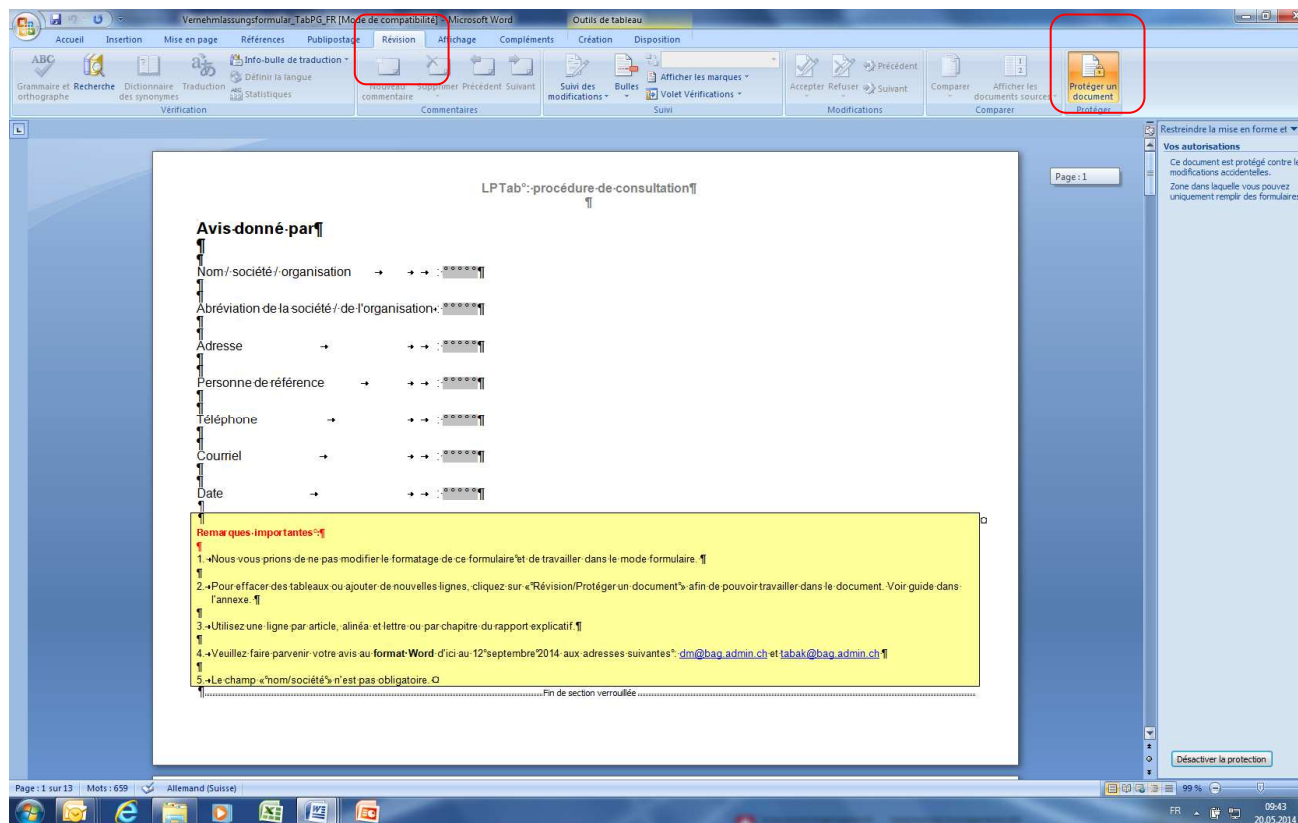 Vernehmlassungsformular_TabPG_FR [Mode de compatibilité] - Microsoft Word
Outils de tableau
Accueil Insertion Mise en page Références Publipostage Révision Affichage Compléments Création Disposition
ABC
Grammaire et orthographe
Recherche
Dictionnaire des synonymes
Traduction
Info-bulle de traduction
Définir la langue
Statistiques
Vérification
Nouveau commentaire
Supprimer Précédent Suivant
Commentaires
Suivi des modifications
Bulles
Afficher les marques
Volet Vérifications
Suivi
Accepter Refuser
Précédent
Suivant
Modifications
Comparer
Afficher les documents sources
Comparer
Protéger un document
Protéger
Restreindre la mise en forme et
Vos autorisations
Ce document est protégé contre le
modifications accidentelles.
Zone dans laquelle vous pouvez
uniquement remplir des formulaires
Page : 1
LPTab°: procédure de consultation¶
¶
Avis donné par¶
¶
¶
Nom / société / organisation → → → : °°°°°¶
¶
¶
Abréviation de la société / de l'organisation : °°°°°¶
¶
¶
Adresse → → → : °°°°°¶
¶
¶
Personne de référence → → → : °°°°°¶
¶
¶
Téléphone → → → : °°°°°¶
¶
¶
Courriel → → → : °°°°°¶
¶
¶
Date → → → : °°°°°¶
¶
¶
Remarques importantes°:¶
¶
1.→Nous vous prions de ne pas modifier le formatage de ce formulaire°et de travailler dans le mode formulaire. ¶
¶
2.→Pour effacer des tableaux ou ajouter de nouvelles lignes, cliquez sur «°Révision/Protéger un document°» afin de pouvoir travailler dans le document. Voir guide dans
l'annexe. ¶
¶
3.→Utilisez une ligne par article, alinéa et lettre ou par chapitre du rapport explicatif.¶
¶
4.→Veuillez faire parvenir votre avis au format Word d'ici au 12°septembre°2014 aux adresses suivantes°: dm@bag.admin.ch et tabak@bag.admin.ch ¶
¶
5.→Le champ «°nom/société°» n'est pas obligatoire. ¤
¶
Fin de section verrouillée
Désactiver la protection
Page : 1 sur 13 Mots : 659 Allemand (Suisse) 99 %
FR 09:43
20.05.2014